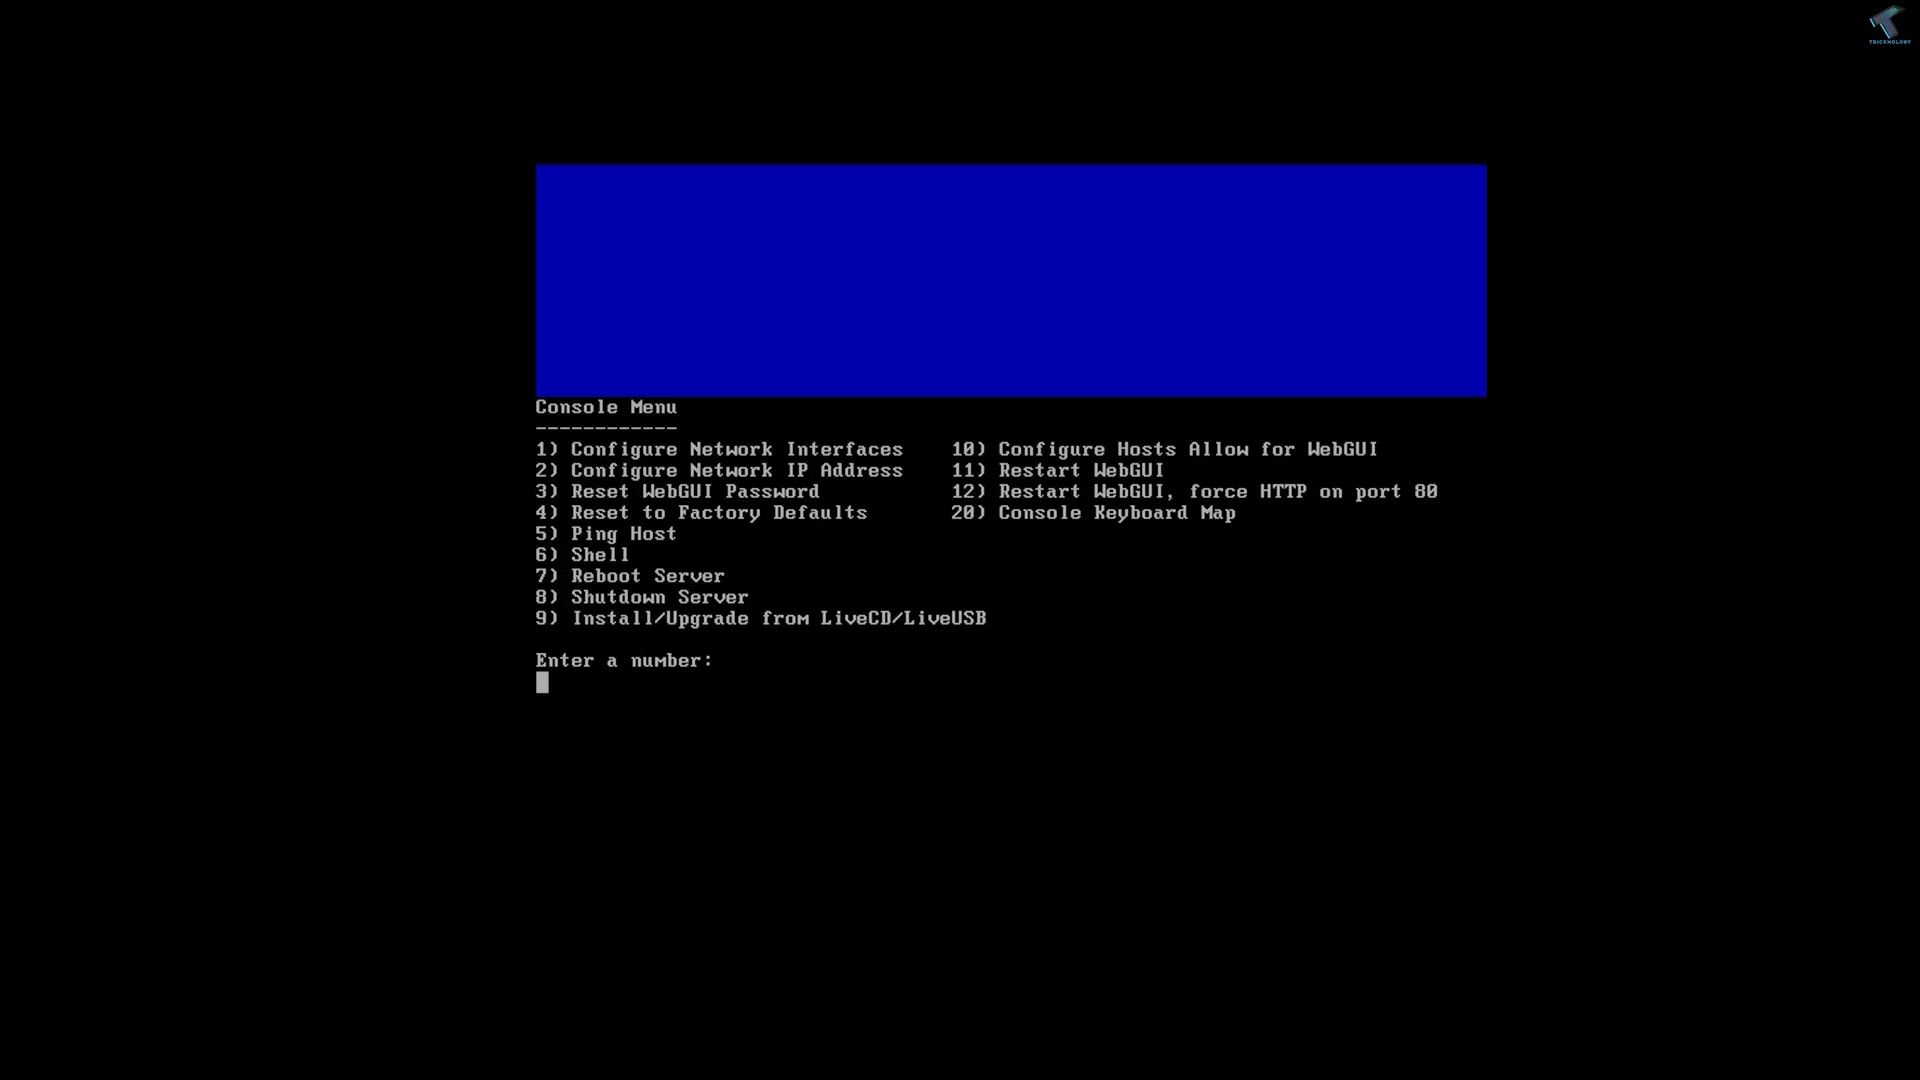 TRICKNOLOGY
Console Menu
------------
1) Configure Network Interfaces    10) Configure Hosts Allow for WebGUI
2) Configure Network IP Address    11) Restart WebGUI
3) Reset WebGUI Password           12) Restart WebGUI, force HTTP on port 80
4) Reset to Factory Defaults       20) Console Keyboard Map
5) Ping Host
6) Shell
7) Reboot Server
8) Shutdown Server
9) Install/Upgrade from LiveCD/LiveUSB
Enter a number: